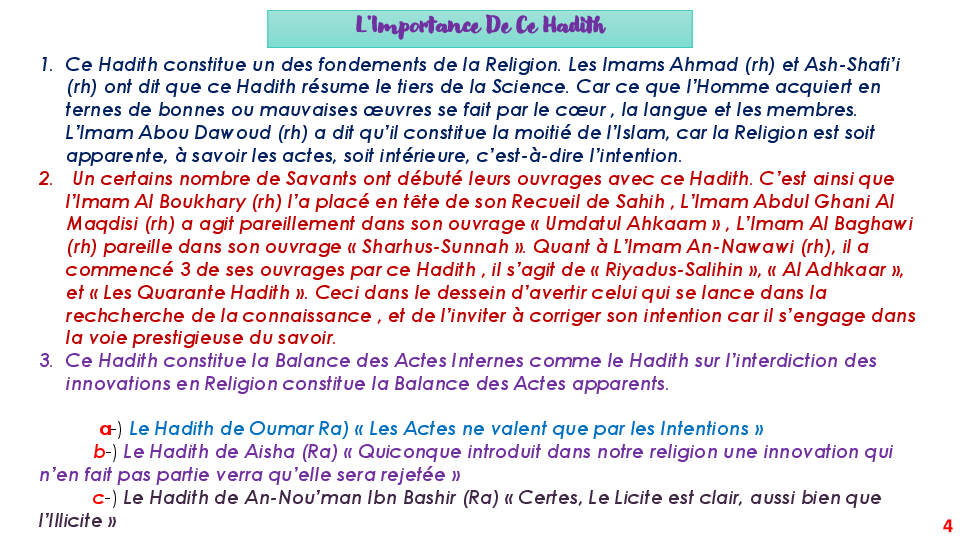 L'Importance De Ce Hadith
1. Ce Hadith constitue un des fondements de la Religion. Les Imams Ahmad (rh) et Ash-Shafi'i
(rh) ont dit que ce Hadith résume le tiers de la Science. Car ce que l'Homme acquiert en
ternes de bonnes ou mauvaises œuvres se fait par le cœur , la langue et les membres.
L'Imam Abou Dawoud (rh) a dit qu'il constitue la moitié de l'Islam, car la Religion est soit
apparente, à savoir les actes, soit intérieure, c'est-à-dire l'intention.
2. Un certains nombre de Savants ont débuté leurs ouvrages avec ce Hadith. C'est ainsi que
l'Imam Al Boukhary (rh) l'a placé en tête de son Recueil de Sahih , L'Imam Abdul Ghani Al
Maqdisi (rh) a agit pareillement dans son ouvrage « Umdatul Ahkaam » , L'Imam Al Baghawi
(rh) pareille dans son ouvrage « Sharhus-Sunnah ». Quant à L'Imam An-Nawawi (rh), il a
commencé 3 de ses ouvrages par ce Hadith , il s'agit de « Riyadus-Salihin », « Al Adhkaar »,
et « Les Quarante Hadith ». Ceci dans le dessein d'avertir celui qui se lance dans la
rechcherche de la connaissance , et de l'inviter à corriger son intention car il s'engage dans
la voie prestigieuse du savoir.
3. Ce Hadith constitue la Balance des Actes Internes comme le Hadith sur l'interdiction des
innovations en Religion constitue la Balance des Actes apparents.
a-) Le Hadith de Oumar Ra) « Les Actes ne valent que par les Intentions »
b-) Le Hadith de Aisha (Ra) « Quiconque introduit dans notre religion une innovation qui
n'en fait pas partie verra qu'elle sera rejetée »
c-) Le Hadith de An-Nou'man Ibn Bashir (Ra) « Certes, Le Licite est clair, aussi bien que
l'Illicite »
4